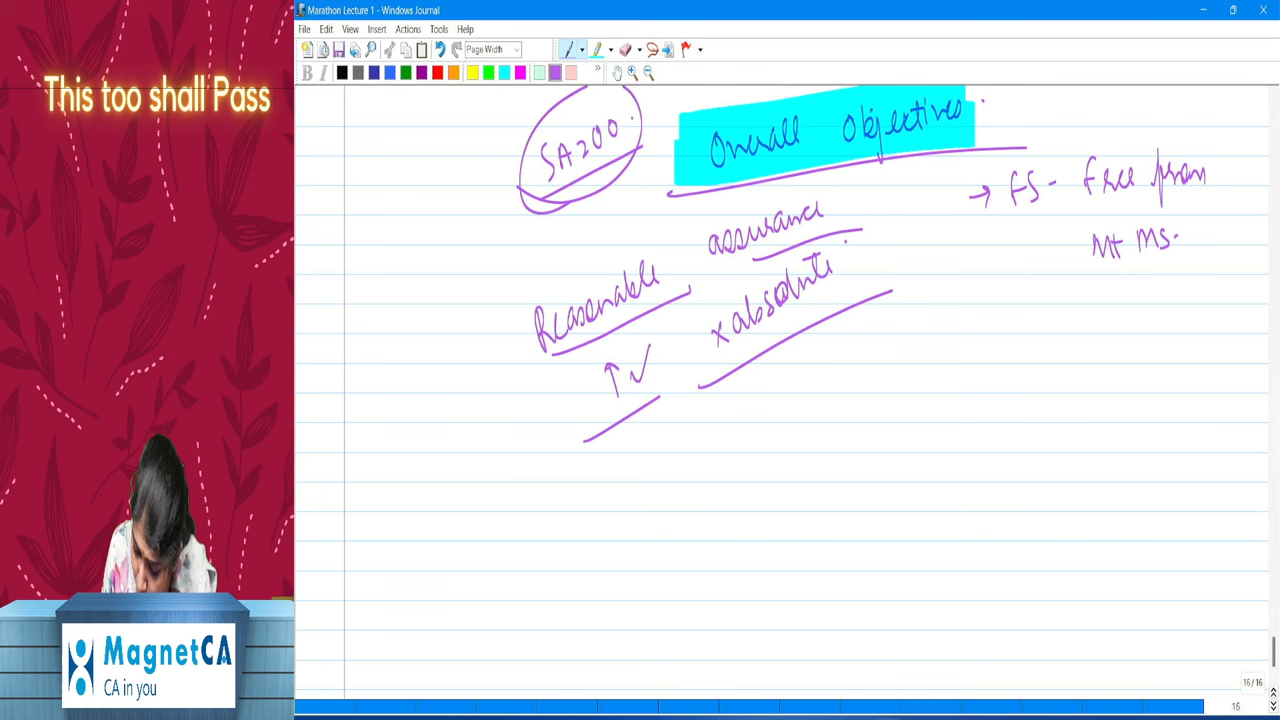 Marathon Lecture 1 - Windows Journal
File Edit View Insert Actions Tools Help
Page Width
B I
This too shall Pass
SA200. Overall Objectives.
→ FS - free from
Mt Ms.
Reasonable assurance
x absolute.
↑ ✓
MagnetCA
CA in you
16 / 16
16